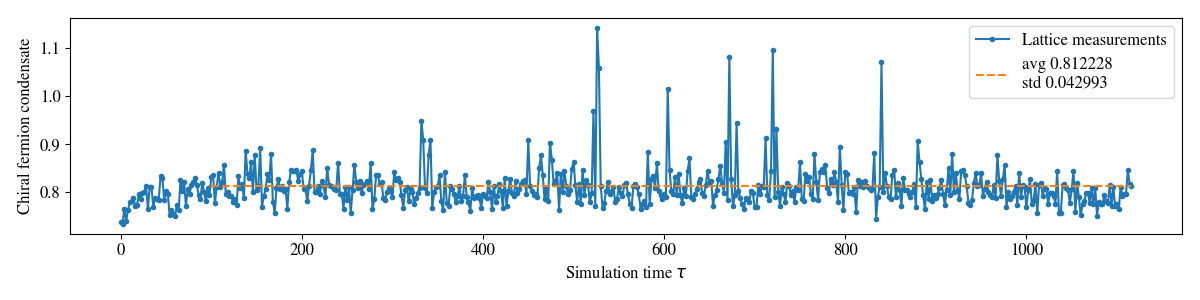 Chiral fermion condensate
1.1
1.0
0.9
0.8
Lattice measurements
avg 0.812228
std 0.042993
0
200
400
600
800
1000
Simulation time τ